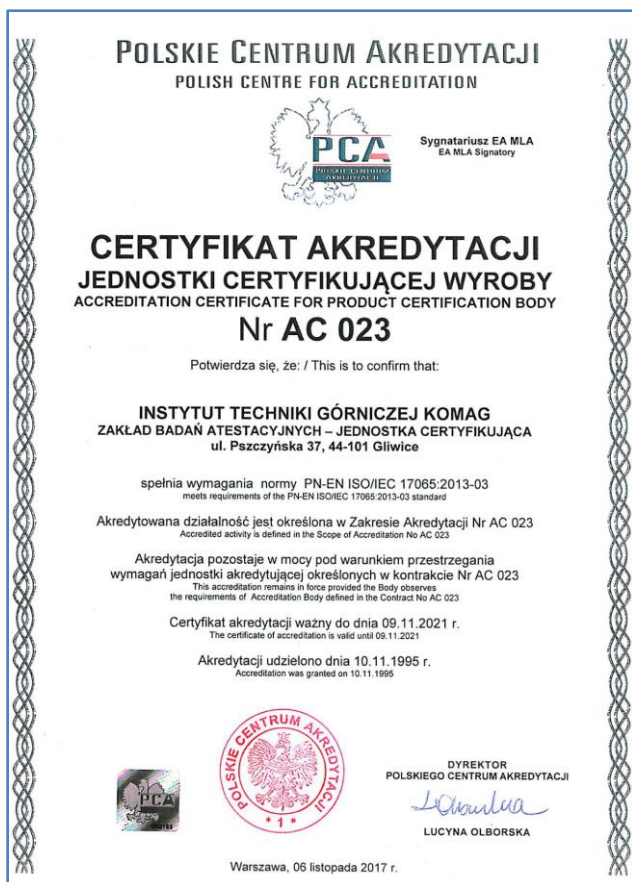 POLSKIE CENTRUM AKREDYTACJI
POLISH CENTRE FOR ACCREDITATION
PCA
POLSKIE CENTRUM
AKREDYTACJI
Sygnatariusz EA MLA
EA MLA Signatory
CERTYFIKAT AKREDYTACJI
JEDNOSTKI CERTYFIKUJĄCEJ WYROBY
ACCREDITATION CERTIFICATE FOR PRODUCT CERTIFICATION BODY
Nr AC 023
Potwierdza się, że: / This is to confirm that:
INSTYTUT TECHNIKI GÓRNICZEJ KOMAG
ZAKŁAD BADAŃ ATESTACYJNYCH – JEDNOSTKA CERTYFIKUJĄCA
ul. Pszczyńska 37, 44-101 Gliwice
spełnia wymagania normy PN-EN ISO/IEC 17065:2013-03
meets requirements of the PN-EN ISO/IEC 17065:2013-03 standard
Akredytowana działalność jest określona w Zakresie Akredytacji Nr AC 023
Accredited activity is defined in the Scope of Accreditation No AC 023
Akredytacja pozostaje w mocy pod warunkiem przestrzegania
wymagań jednostki akredytującej określonych w kontrakcie Nr AC 023
This accreditation remains in force provided the Body observes
the requirements of Accreditation Body defined in the Contract No AC 023
Certyfikat akredytacji ważny do dnia 09.11.2021 r.
The certificate of accreditation is valid until 09.11.2021
Akredytacji udzielono dnia 10.11.1995 r.
Accreditation was granted on 10.11.1995
POLSKIE CENTRUM AKREDYTACJI
* 1 *
PCA
DYREKTOR
POLSKIEGO CENTRUM AKREDYTACJI
LUCYNA OLBORSKA
Warszawa, 06 listopada 2017 r.